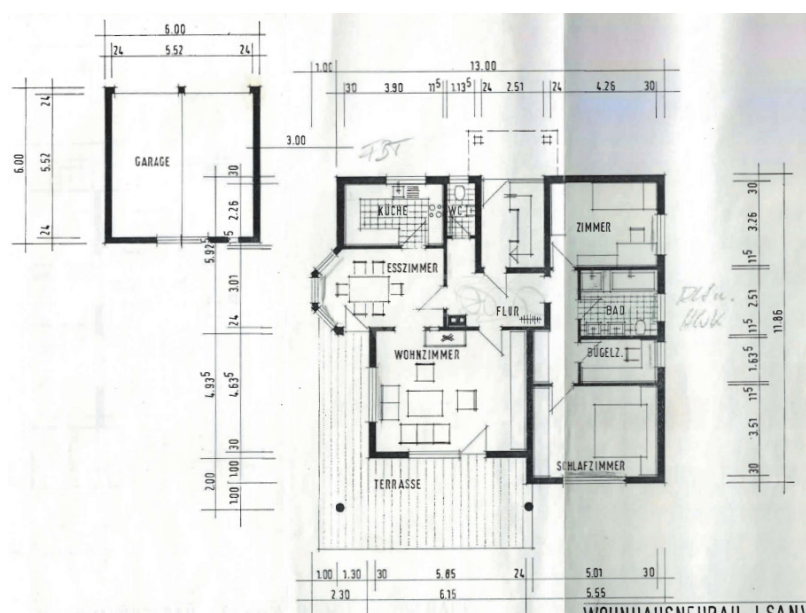 6.00
24 5.52 24
13.00
1.00
30 3.90 11⁵ 1.13⁵ 24 2.51 24 4.26 30
3.00
24
5.52
6.00
24
GARAGE
30
2.26
11⁵
5.92⁵
3.01
24
4.93⁵
4.63⁵
30
1.00
2.00
1.00
KÜCHE
WC
ZIMMER
ESSZIMMER
FLUR
BAD
WOHNZIMMER
BÜGELZ.
SCHLAFZIMMER
TERRASSE
30
3.26
11⁵
2.51
11⁵
1.63⁵
11⁵
3.51
30
11.86
1.00 1.30 30 5.85 24 5.01 30
2.30 6.15 5.55
WOHNHAUSNEUBAU